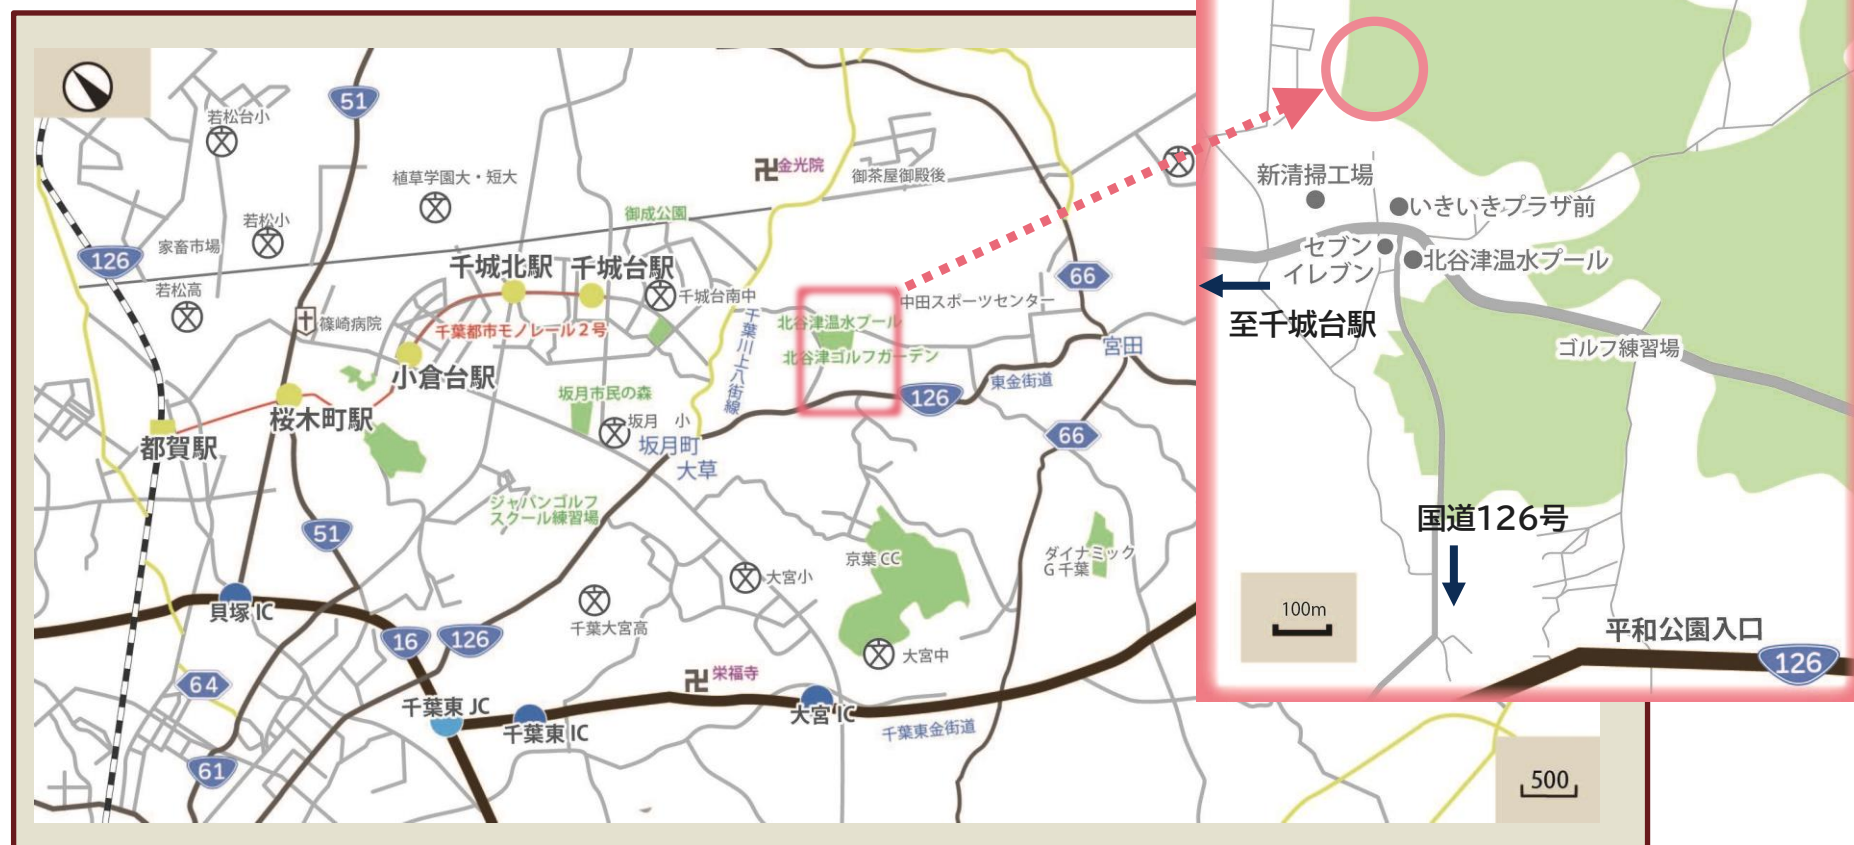 51
若松台小
植草学園大・短大
卍金光院
御茶屋御殿後
若松小
御成公園
家畜市場
126
千城北駅
千城台駅
66
若松高
千城台南中
中田スポーツセンター
篠崎病院
千葉都市モノレール2号
北谷津温水プール
千葉川上八街線
宮田
北谷津ゴルフガーデン
小倉台駅
東金街道
坂月市民の森
126
桜木町駅
坂月 小
66
都賀駅
坂月町
大草
ジャパンゴルフ
スクール練習場
51
京葉CC
ダイナミック
G千葉
大宮小
貝塚IC
千葉大宮高
16
126
大宮中
64
卍栄福寺
千葉東 JC
千葉東IC
大宮IC
千葉東金街道
61
500
新清掃工場
いきいきプラザ前
セブン
イレブン
北谷津温水プール
至千城台駅
ゴルフ練習場
国道126号
100m
平和公園入口
126